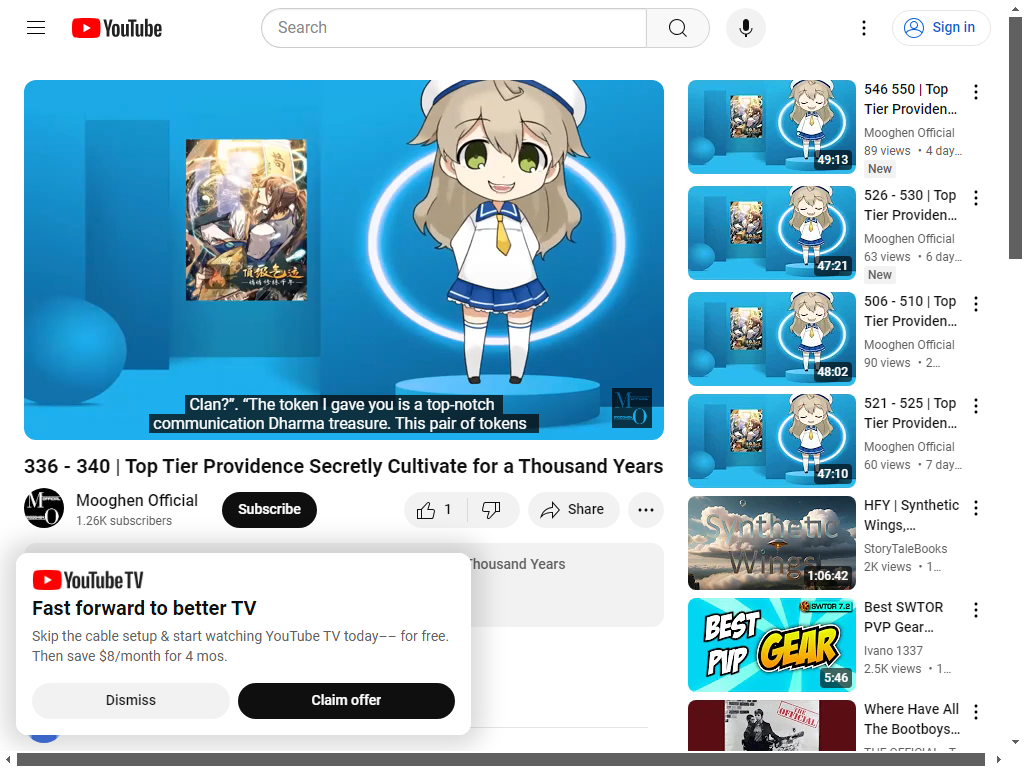 YouTube
Search
Sign in
Clan?”. “The token I gave you is a top-notch
communication Dharma treasure. This pair of tokens
336 - 340 | Top Tier Providence Secretly Cultivate for a Thousand Years
Mooghen Official
1.26K subscribers
Subscribe
1
Share
Thousand Years
YouTube TV
Fast forward to better TV
Skip the cable setup & start watching YouTube TV today–– for free.
Then save $8/month for 4 mos.
Dismiss
Claim offer
49:13
546 550 | Top
Tier Providen...
Mooghen Official
89 views • 4 day...
New
47:21
526 - 530 | Top
Tier Providen...
Mooghen Official
63 views • 6 day...
New
48:02
506 - 510 | Top
Tier Providen...
Mooghen Official
90 views • 2...
47:10
521 - 525 | Top
Tier Providen...
Mooghen Official
60 views • 7 day...
Synthetic
Wings
1:06:42
HFY | Synthetic
Wings,...
StoryTaleBooks
2K views • 1...
SWTOR 7.2
BEST
PVP GEAR
5:46
Best SWTOR
PVP Gear...
Ivano 1337
2.5K views • 1...
THE
OFFICIAL
Where Have All
The Bootboys...